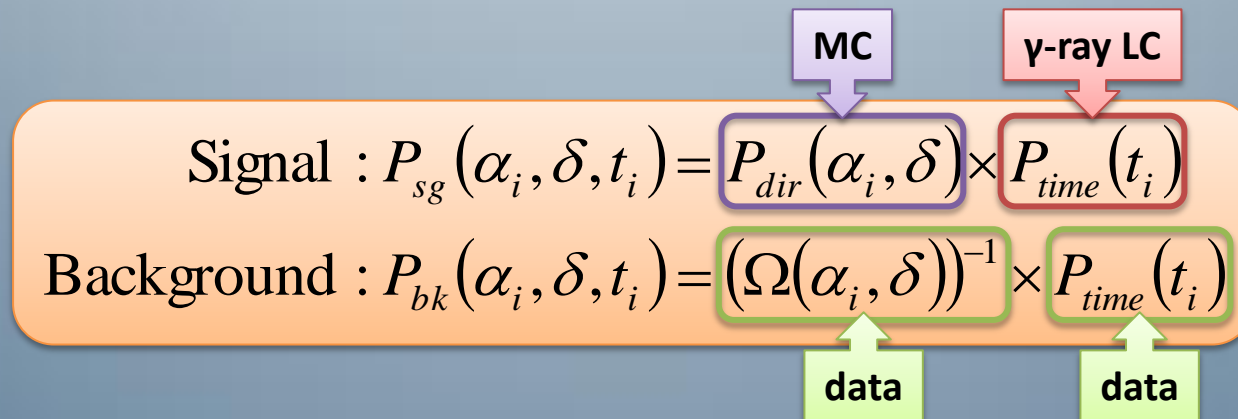 MC γ-ray LC
Signal : P_sg(α_i, δ, t_i) = P_dir(α_i, δ) × P_time(t_i)
Background : P_bk(α_i, δ, t_i) = (Ω(α_i, δ))⁻¹ × P_time(t_i)
data data